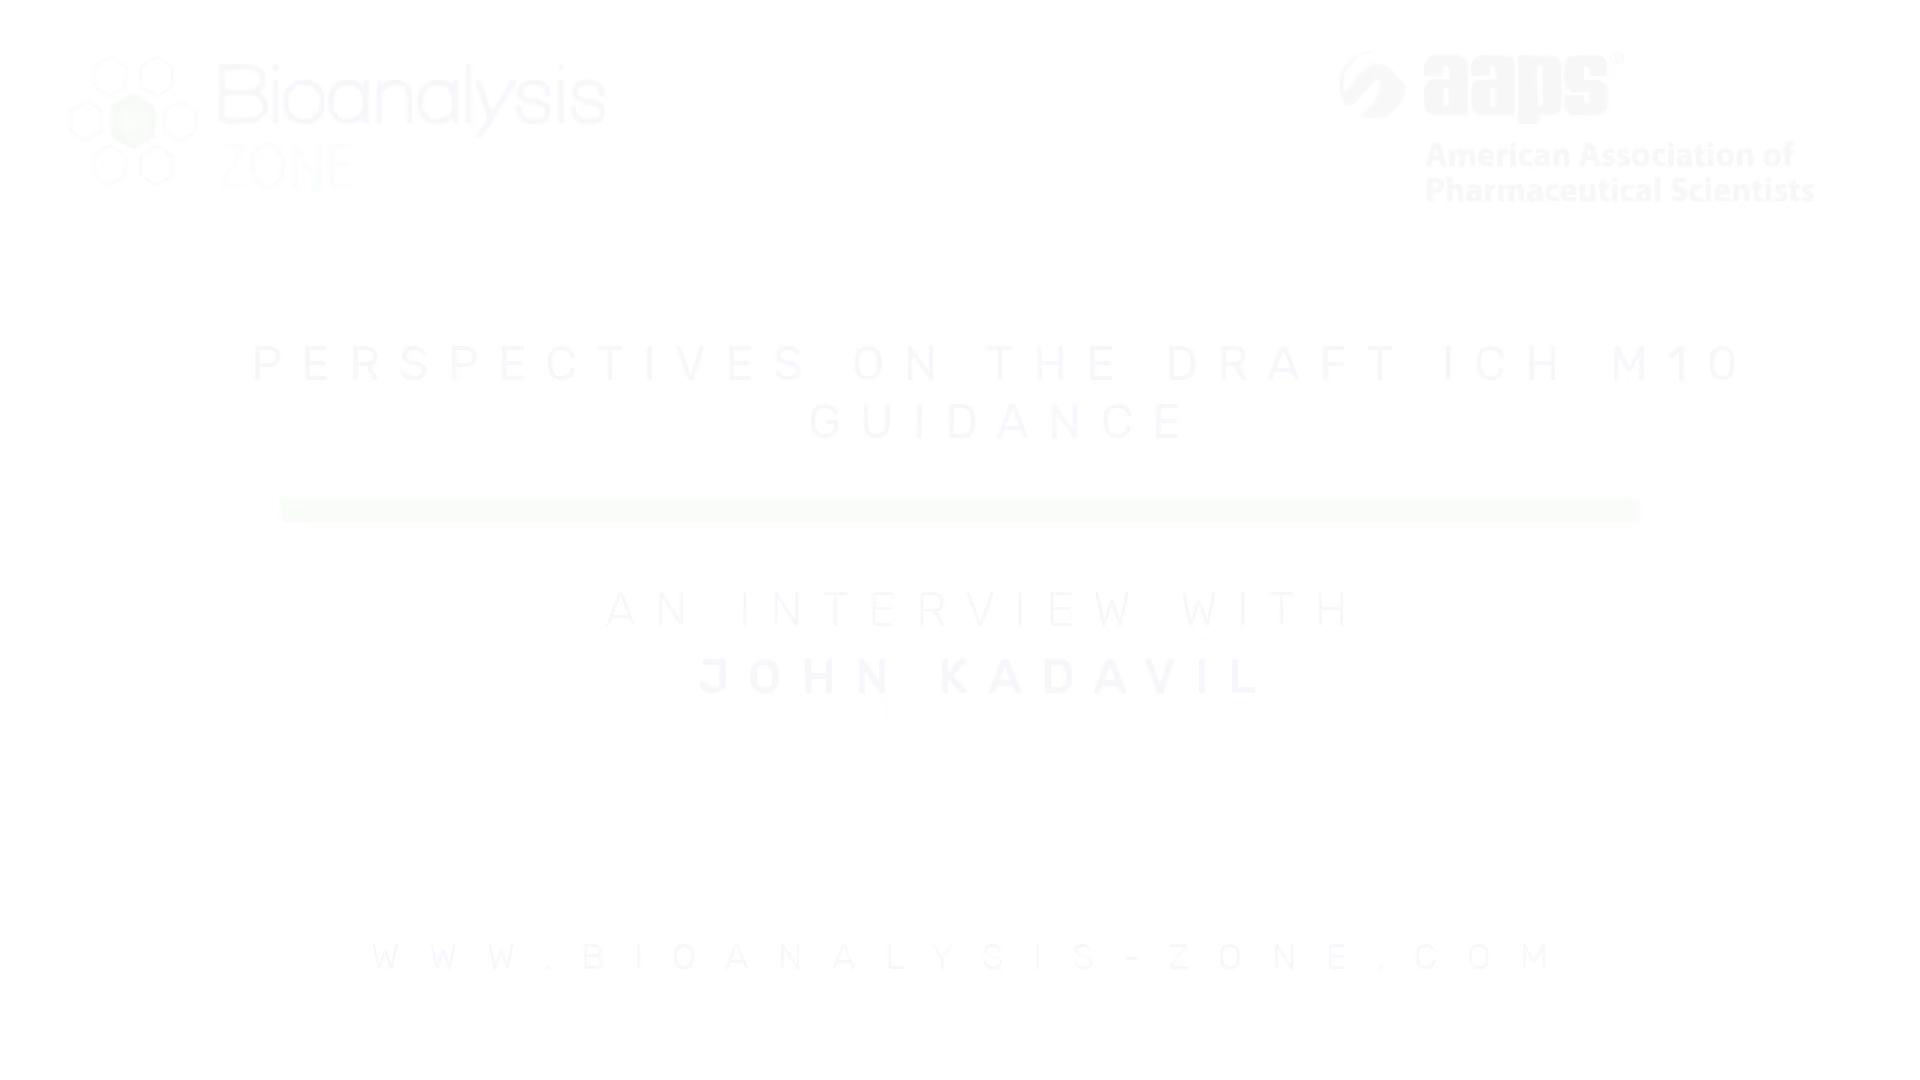 Bioanalysis
ZONE
aaps®
American Association of
Pharmaceutical Scientists
PERSPECTIVES ON THE DRAFT ICH M10
GUIDANCE
AN INTERVIEW WITH
JOHN KADAVIL
WWW.BIOANALYSIS-ZONE.COM